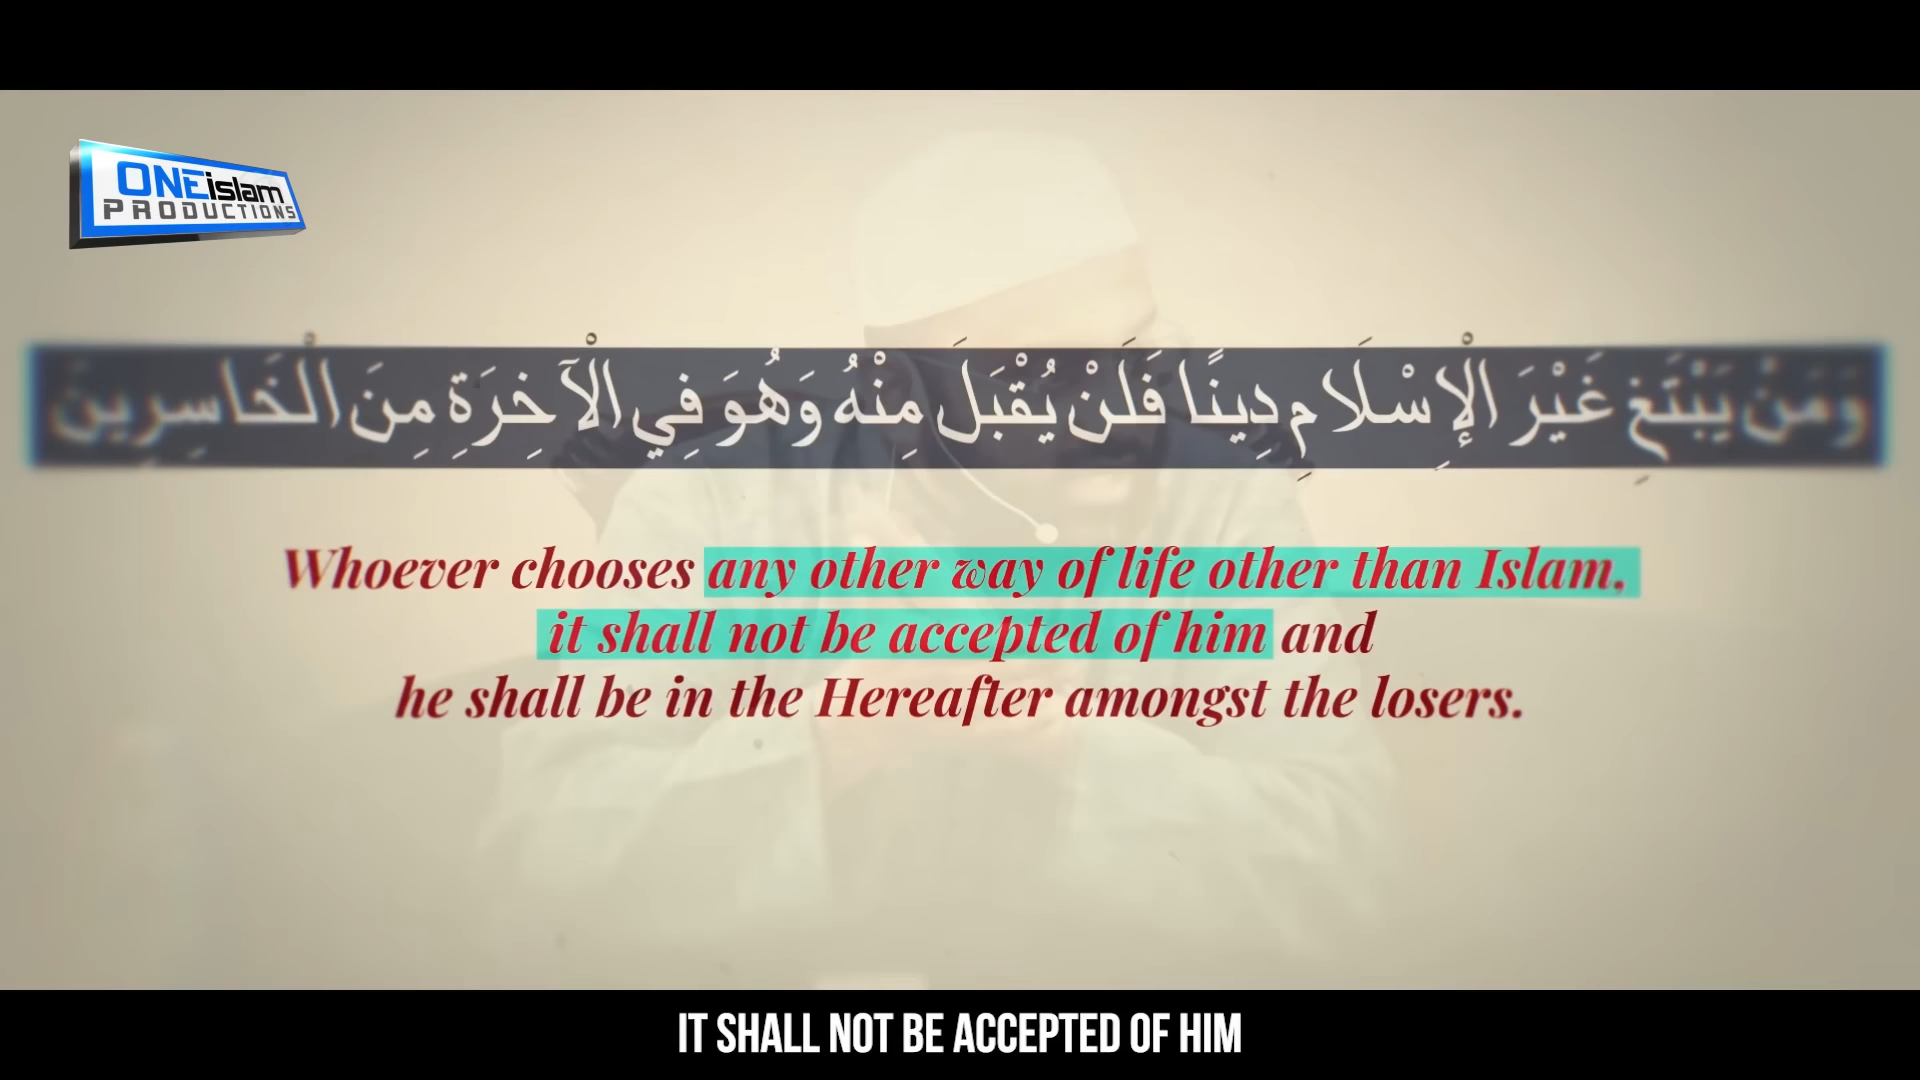 ONEislam
PRODUCTIONS
وَمَنْ يَبْتَغِ غَيْرَ الْإِسْلَامِ دِينًا فَلَنْ يُقْبَلَ مِنْهُ وَهُوَ فِي الْآخِرَةِ مِنَ الْخَاسِرِينَ
Whoever chooses any other way of life other than Islam,
it shall not be accepted of him and
he shall be in the Hereafter amongst the losers.
IT SHALL NOT BE ACCEPTED OF HIM